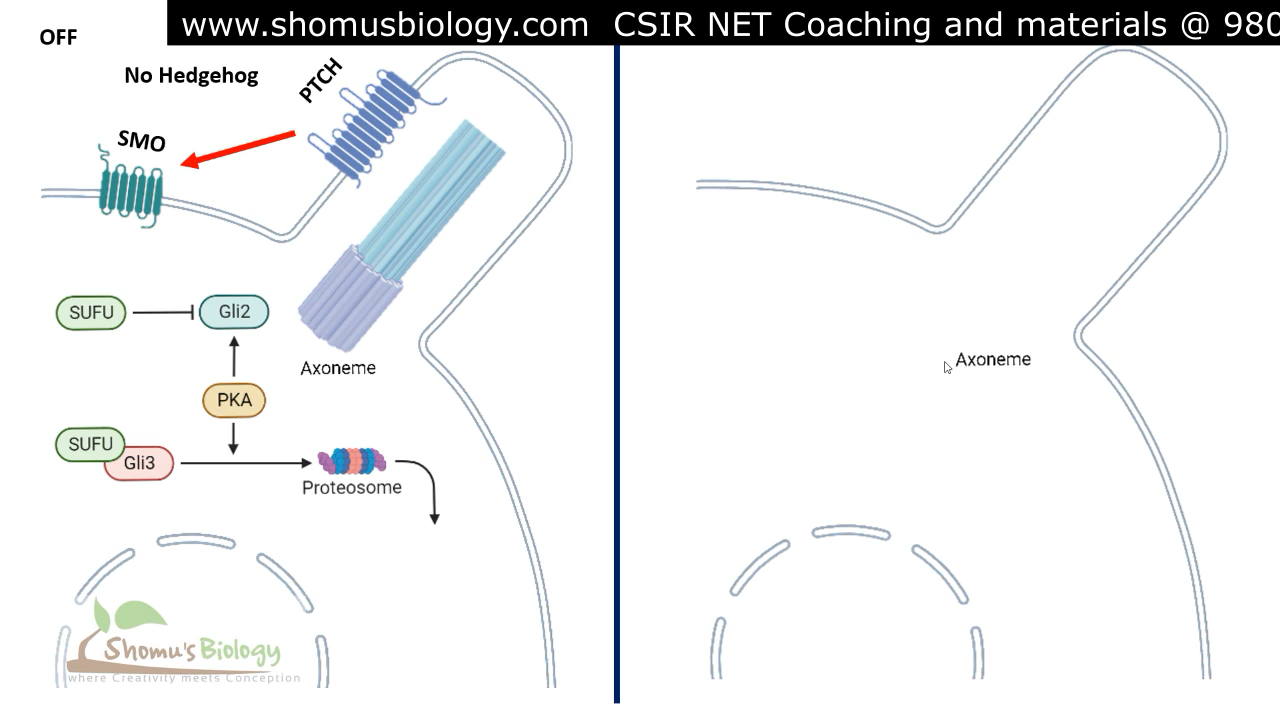 www.shomusbiology.com CSIR NET Coaching and materials @ 980
OFF
No Hedgehog
PTCH
SMO
SUFU
Gli2
Axoneme
PKA
SUFU
Gli3
Proteosome
Axoneme
Shomu's Biology
where Creativity meets Conception